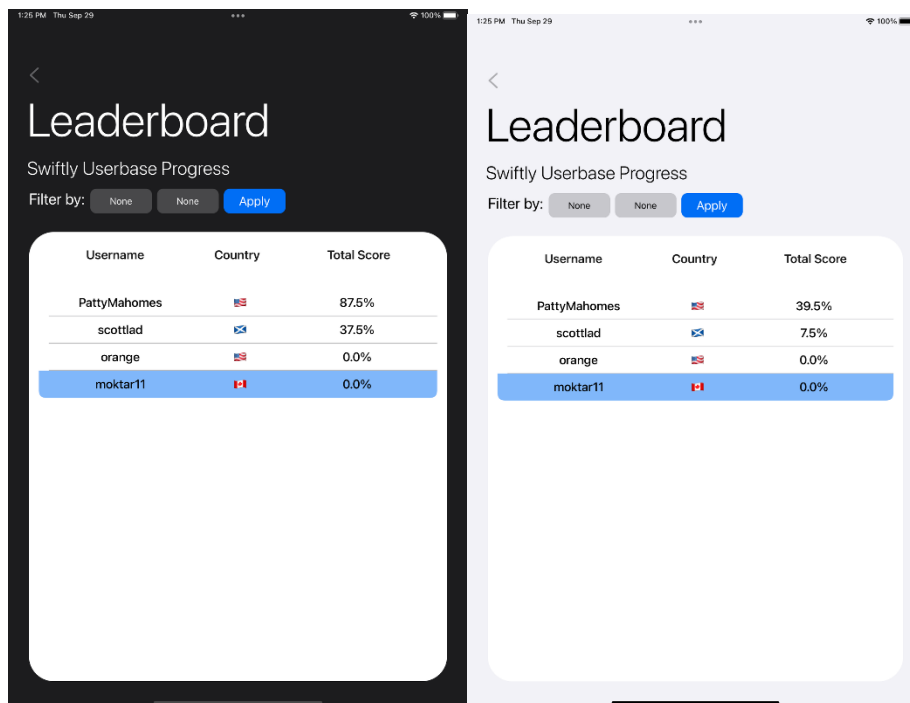 1:25 PM Thu Sep 29 100%
Leaderboard
Swiftly Userbase Progress
Filter by: None None Apply
Username Country Total Score
PattyMahomes 87.5%
scottlad 37.5%
orange 0.0%
moktar11 0.0%
1:25 PM Thu Sep 29 100%
Leaderboard
Swiftly Userbase Progress
Filter by: None None Apply
Username Country Total Score
PattyMahomes 39.5%
scottlad 7.5%
orange 0.0%
moktar11 0.0%